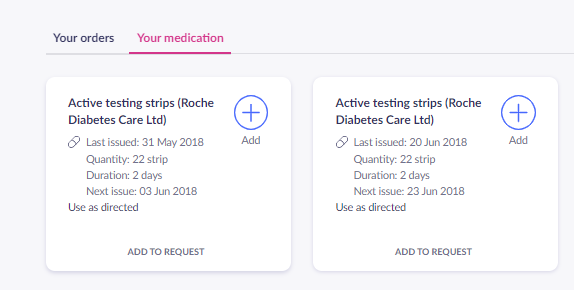 Your orders
Your medication
Active testing strips (Roche
Diabetes Care Ltd)
Add
Last issued: 31 May 2018
Quantity: 22 strip
Duration: 2 days
Next issue: 03 Jun 2018
Use as directed
ADD TO REQUEST
Active testing strips (Roche
Diabetes Care Ltd)
Add
Last issued: 20 Jun 2018
Quantity: 22 strip
Duration: 2 days
Next issue: 23 Jun 2018
Use as directed
ADD TO REQUEST